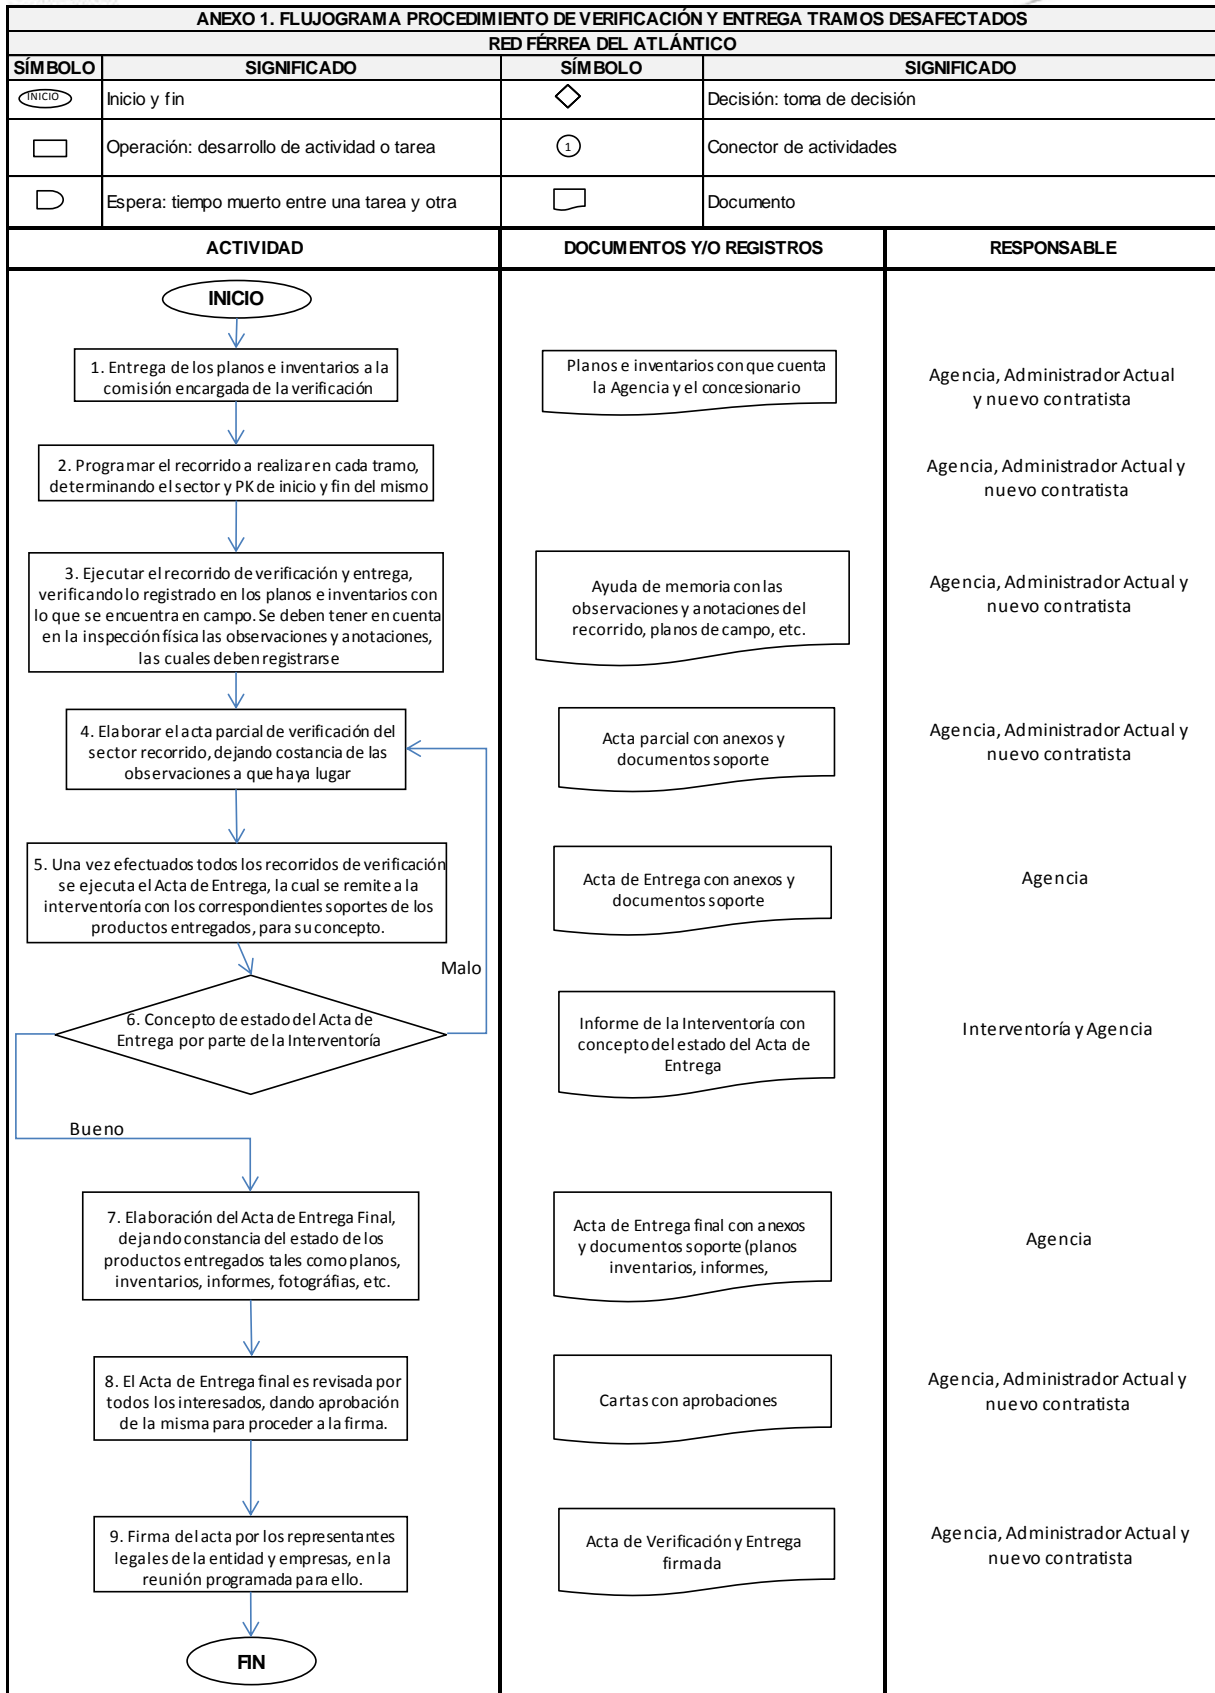 ANEXO 1. FLUJOGRAMA PROCEDIMIENTO DE VERIFICACIÓN Y ENTREGA TRAMOS DESAFECTADOS
RED FÉRREA DEL ATLÁNTICO
SÍMBOLO SIGNIFICADO SÍMBOLO SIGNIFICADO
INICIO Inicio y fin Decisión: toma de decisión
Operación: desarrollo de actividad o tarea 1 Conector de actividades
Espera: tiempo muerto entre una tarea y otra Documento
ACTIVIDAD DOCUMENTOS Y/O REGISTROS RESPONSABLE
INICIO
1. Entrega de los planos e inventarios a la
comisión encargada de la verificación
Planos e inventarios con que cuenta
la Agencia y el concesionario
Agencia, Administrador Actual
y nuevo contratista
2. Programar el recorrido a realizar en cada tramo,
determinando el sector y PK de inicio y fin del mismo
Agencia, Administrador Actual y
nuevo contratista
3. Ejecutar el recorrido de verificación y entrega,
verificando lo registrado en los planos e inventarios con
lo que se encuentra en campo. Se deben tener en cuenta
en la inspección física las observaciones y anotaciones,
las cuales deben registrarse
Ayuda de memoria con las
observaciones y anotaciones del
recorrido, planos de campo, etc.
Agencia, Administrador Actual y
nuevo contratista
4. Elaborar el acta parcial de verificación del
sector recorrido, dejando costancia de las
observaciones a que haya lugar
Acta parcial con anexos y
documentos soporte
Agencia, Administrador Actual y
nuevo contratista
5. Una vez efectuados todos los recorridos de verificación
se ejecuta el Acta de Entrega, la cual se remite a la
interventoría con los correspondientes soportes de los
productos entregados, para su concepto.
Acta de Entrega con anexos y
documentos soporte
Agencia
Malo
6. Concepto de estado del Acta de
Entrega por parte de la Interventoría
Informe de la Interventoría con
concepto del estado del Acta de
Entrega
Interventoría y Agencia
Bueno
7. Elaboración del Acta de Entrega Final,
dejando constancia del estado de los
productos entregados tales como planos,
inventarios, informes, fotográfias, etc.
Acta de Entrega final con anexos
y documentos soporte (planos
inventarios, informes,
Agencia
8. El Acta de Entrega final es revisada por
todos los interesados, dando aprobación
de la misma para proceder a la firma.
Cartas con aprobaciones
Agencia, Administrador Actual y
nuevo contratista
9. Firma del acta por los representantes
legales de la entidad y empresas, en la
reunión programada para ello.
Acta de Verificación y Entrega
firmada
Agencia, Administrador Actual y
nuevo contratista
FIN